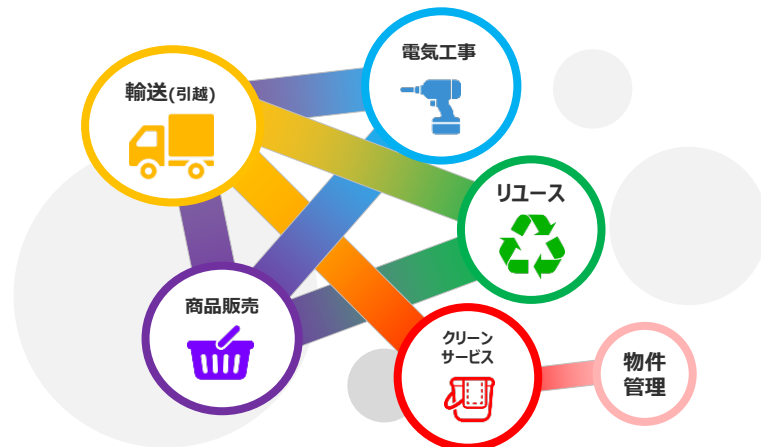 電気工事
輸送(引越)
リユース
商品販売
クリーン
サービス
物件
管理